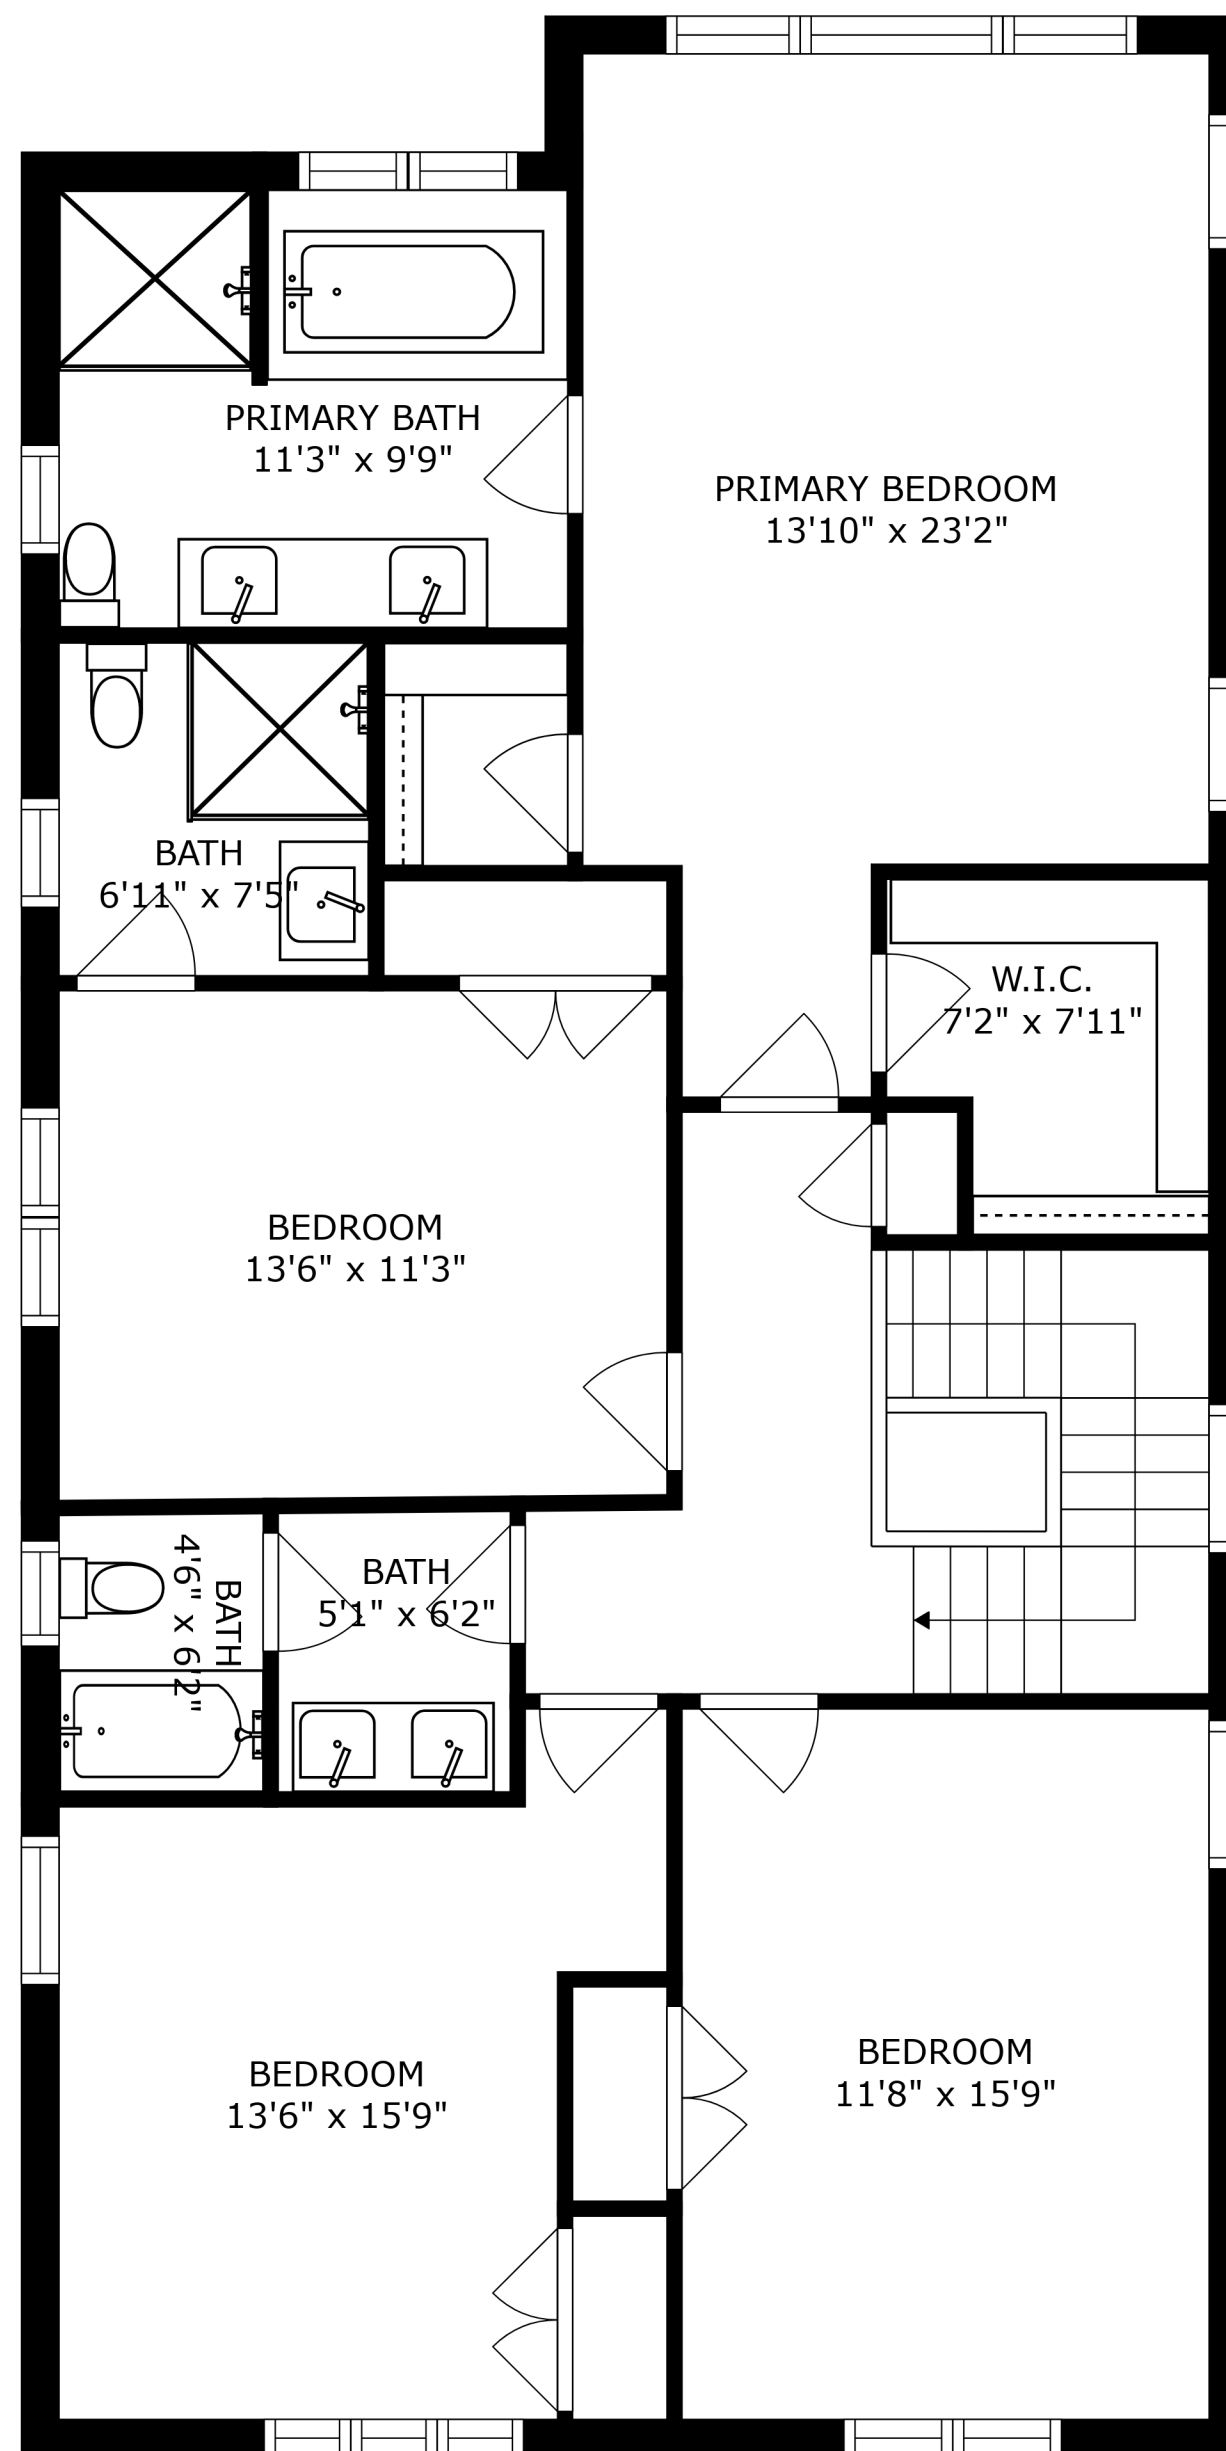 PRIMARY BATH
11'3" x 9'9"
PRIMARY BEDROOM
13'10" x 23'2"
BATH
6'11" x 7'5"
W.I.C.
7'2" x 7'11"
BEDROOM
13'6" x 11'3"
BATH
4'6" x 6'2"
BATH
5'1" x 6'2"
BEDROOM
13'6" x 15'9"
BEDROOM
11'8" x 15'9"